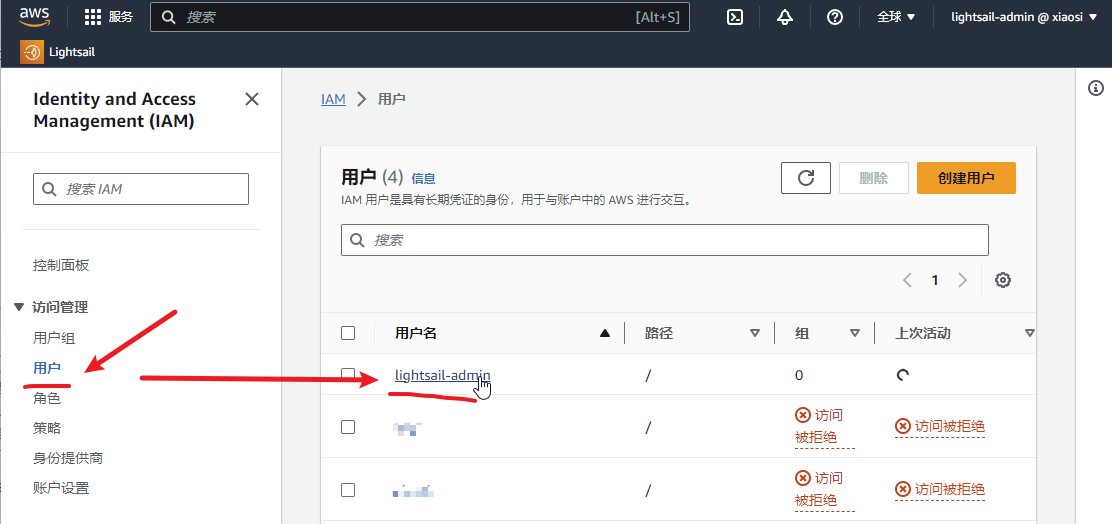 aws
服务
搜索
[Alt+S]
全球
lightsail-admin @ xiaosi
Lightsail
Identity and Access
Management (IAM)
搜索 IAM
控制面板
访问管理
用户组
用户
角色
策略
身份提供商
账户设置
IAM
用户
用户 (4) 信息
删除
创建用户
IAM 用户是具有长期凭证的身份，用于与账户中的 AWS 进行交互。
搜索
1
用户名
路径
组
上次活动
lightsail-admin
/
0
/
访问
被拒绝
访问被拒绝
/
访问
被拒绝
访问被拒绝